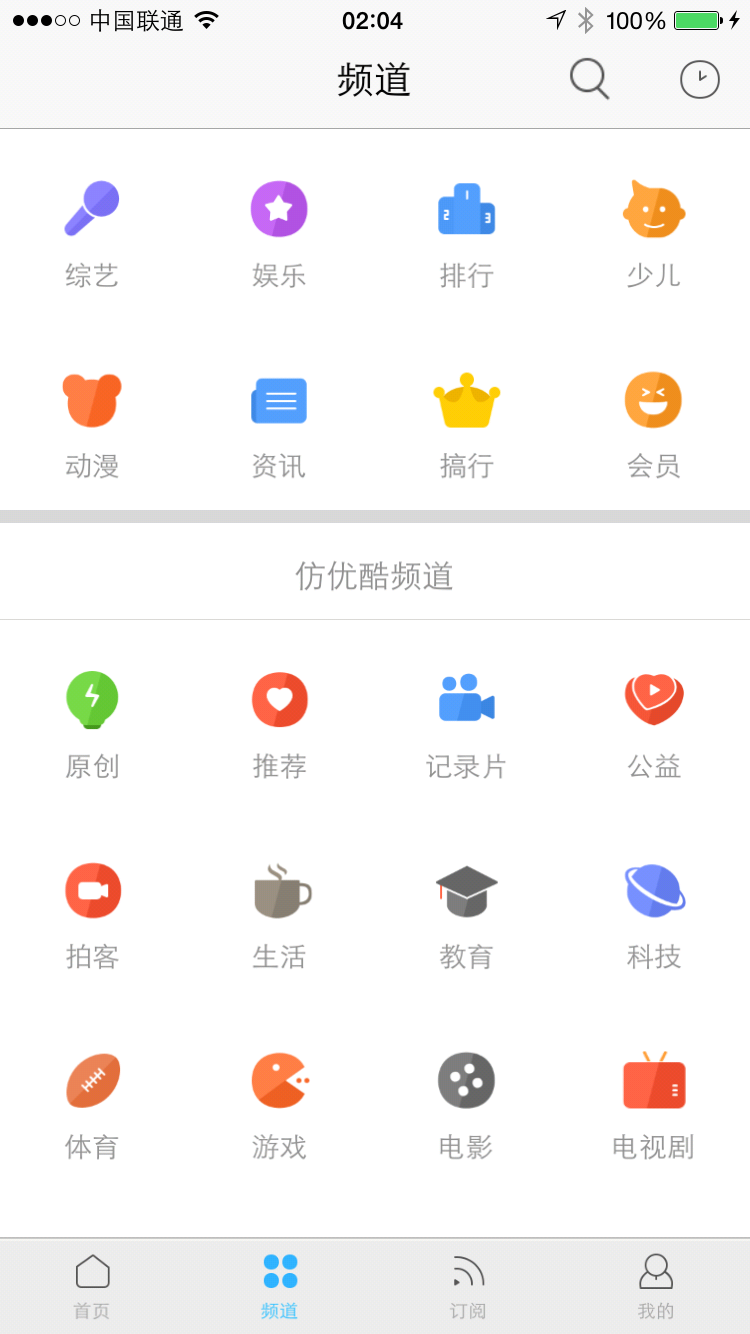 中国联通 02:04 100%
频道
1 2 3
综艺 娱乐 排行 少儿
动漫 资讯 搞行 会员
仿优酷频道
原创 推荐 记录片 公益
拍客 生活 教育 科技
体育 游戏 电影 电视剧
首页 频道 订阅 我的